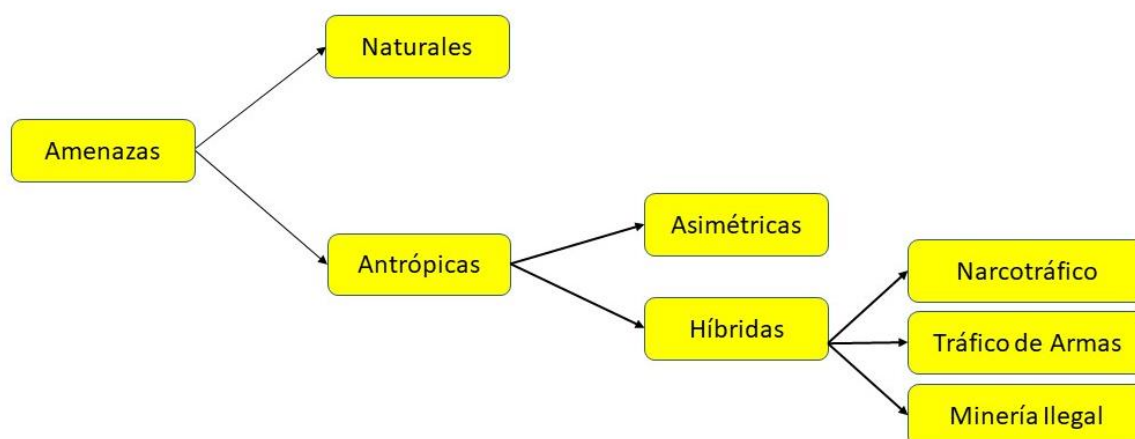 Naturales
Amenazas
Asimétricas
Antrópicas
Narcotráfico
Híbridas
Tráfico de Armas
Minería Ilegal